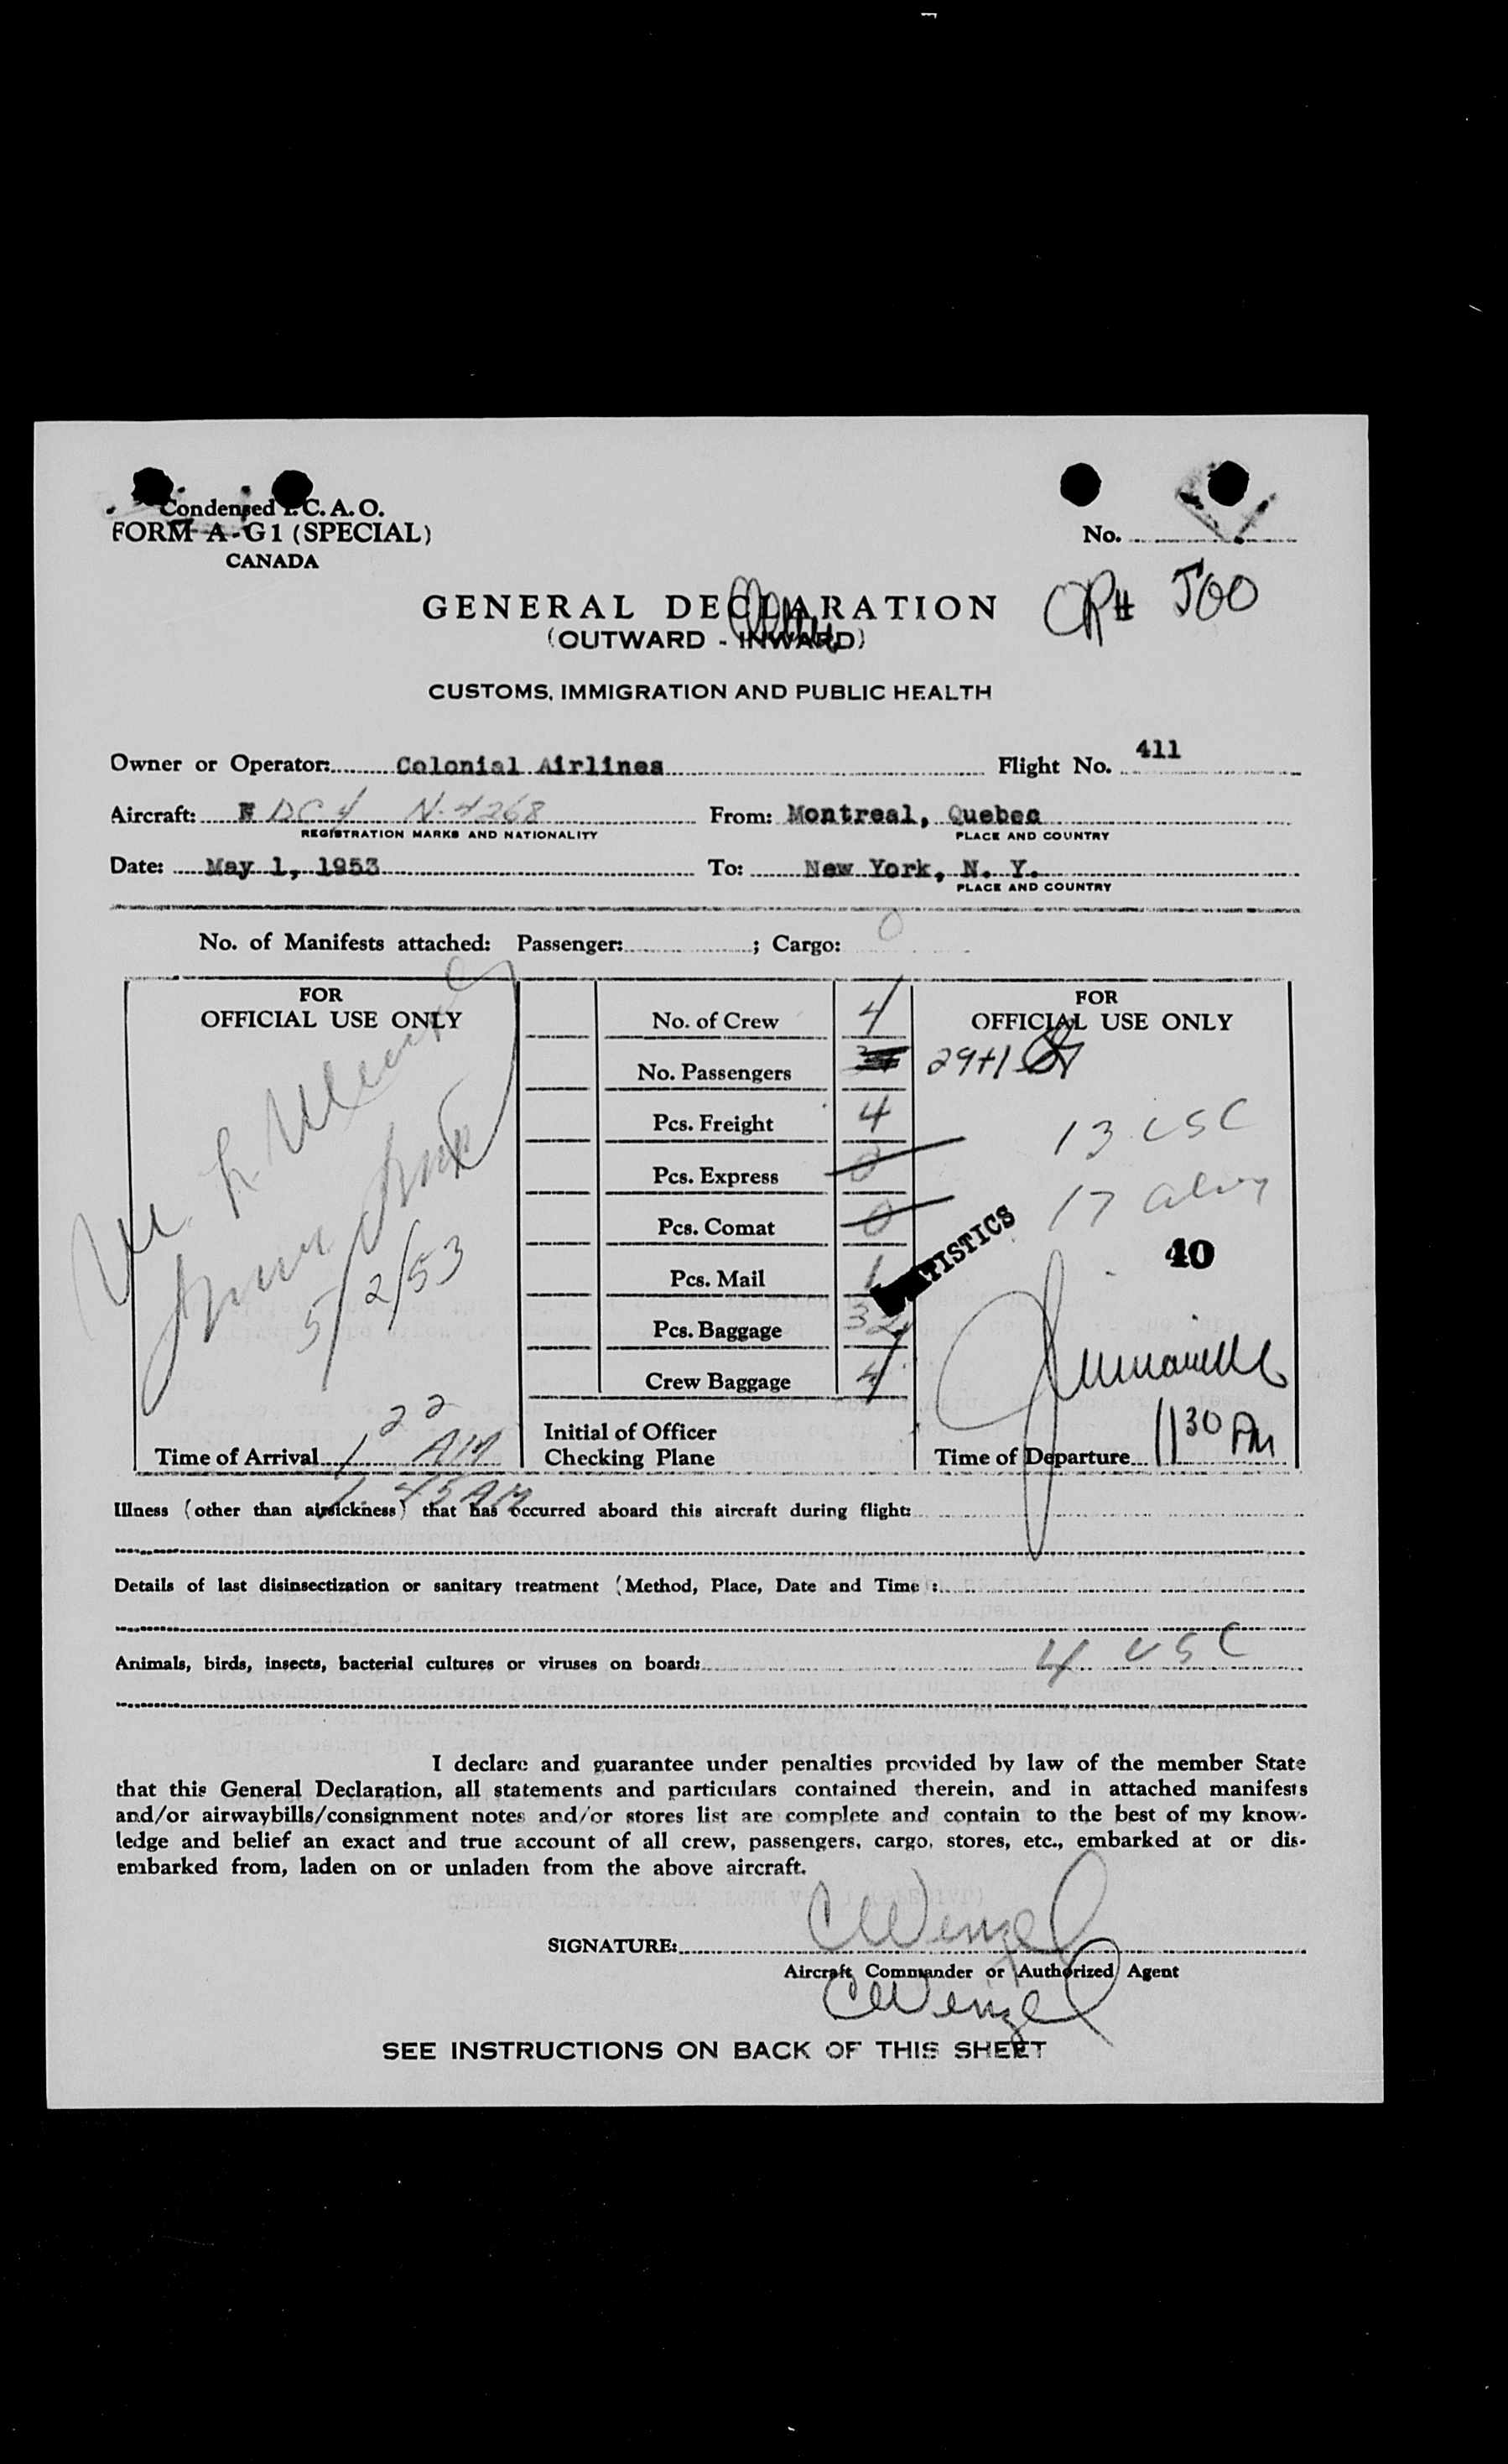 Condensed I.C.A.O.
FORM A-G1 (SPECIAL)
CANADA
No.
CPH 500
GENERAL DECLARATION
(OUTWARD - INWARD)
CUSTOMS, IMMIGRATION AND PUBLIC HEALTH
Owner or Operator: Colonial Airlines Flight No. 411
Aircraft: DC4 N-4268 From: Montreal, Quebec
REGISTRATION MARKS AND NATIONALITY PLACE AND COUNTRY
Date: May 1, 1953 To: New York, N. Y.
PLACE AND COUNTRY
No. of Manifests attached: Passenger: ; Cargo: 0
FOR
OFFICIAL USE ONLY
5/2/53
Time of Arrival 1 22 AM
1 45 AM
No. of Crew 4
No. Passengers
Pcs. Freight 4
Pcs. Express 0
Pcs. Comat 0
Pcs. Mail 1
Pcs. Baggage 32
Crew Baggage 4
Initial of Officer
Checking Plane
FOR
OFFICIAL USE ONLY
29+1
13 USC
17 alien
TISTICS
40
Time of Departure 11 30 PM
Illness (other than airsickness) that has occurred aboard this aircraft during flight:
Details of last disinsectization or sanitary treatment (Method, Place, Date and Time :
Animals, birds, insects, bacterial cultures or viruses on board: 4 USC
I declare and guarantee under penalties provided by law of the member State
that this General Declaration, all statements and particulars contained therein, and in attached manifests
and/or airwaybills/consignment notes and/or stores list are complete and contain to the best of my know-
ledge and belief an exact and true account of all crew, passengers, cargo, stores, etc., embarked at or dis-
embarked from, laden on or unladen from the above aircraft.
SIGNATURE: CWenzel
Aircraft Commander or Authorized Agent
CWenzel
SEE INSTRUCTIONS ON BACK OF THIS SHEET